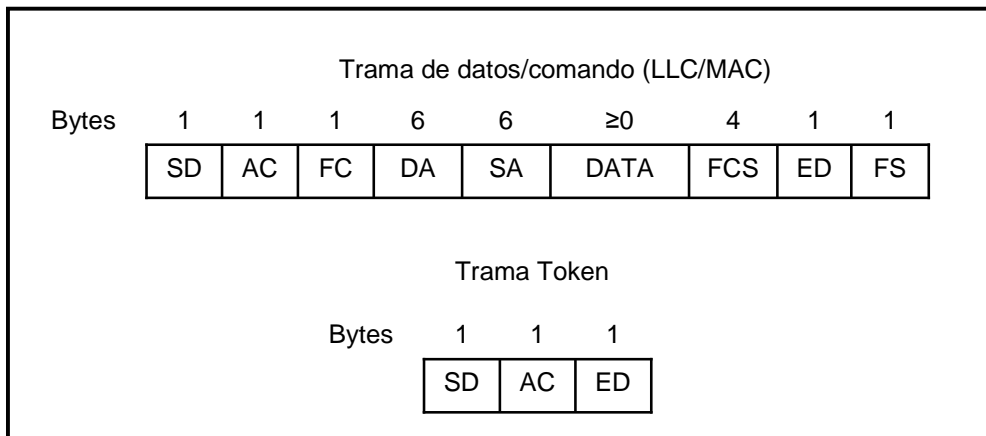 Trama de datos/comando (LLC/MAC)
Bytes 1 1 1 6 6 ≥0 4 1 1
SD AC FC DA SA DATA FCS ED FS
Trama Token
Bytes 1 1 1
SD AC ED